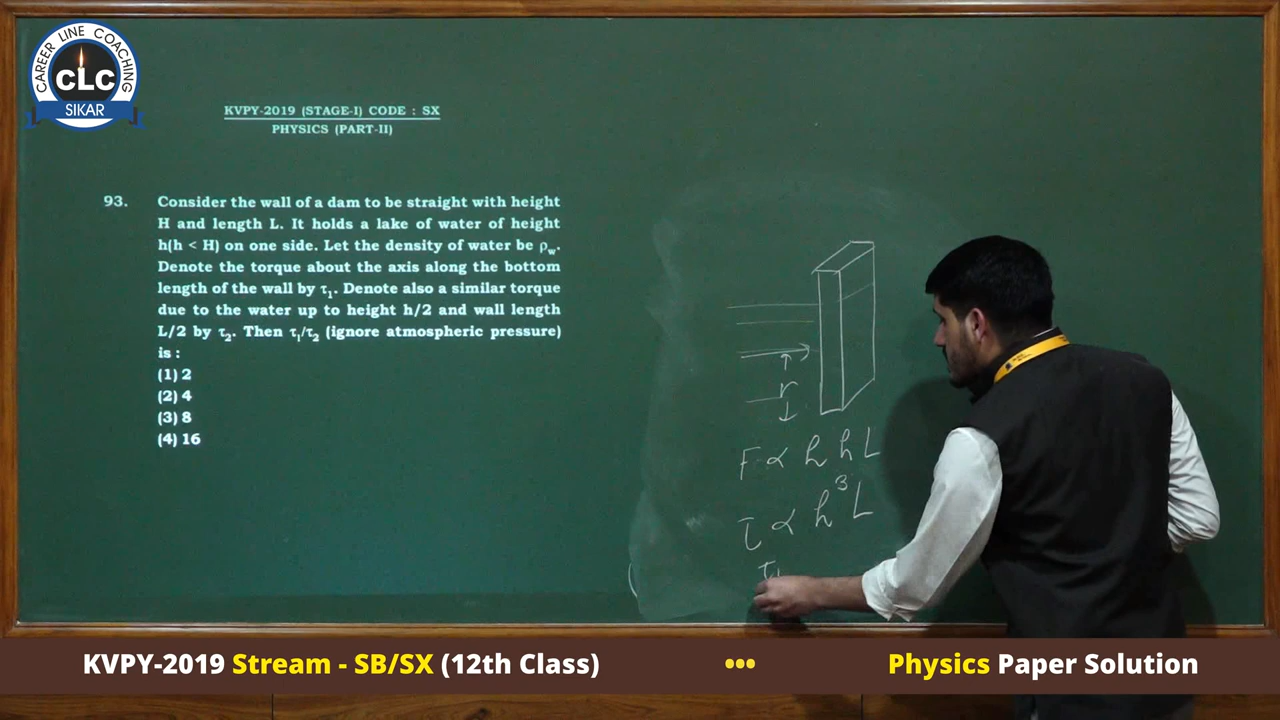 CAREER LINE COACHING
CLC
SIKAR
KVPY-2019 (STAGE-I) CODE : SX
PHYSICS (PART-II)
93. Consider the wall of a dam to be straight with height
H and length L. It holds a lake of water of height
h(h < H) on one side. Let the density of water be ρw.
Denote the torque about the axis along the bottom
length of the wall by τ1. Denote also a similar torque
due to the water up to height h/2 and wall length
L/2 by τ2. Then τ1/τ2 (ignore atmospheric pressure)
is :
(1) 2
(2) 4
(3) 8
(4) 16
r
F ∝ h h L
τ ∝ h³ L
KVPY-2019 Stream - SB/SX (12th Class) ••• Physics Paper Solution